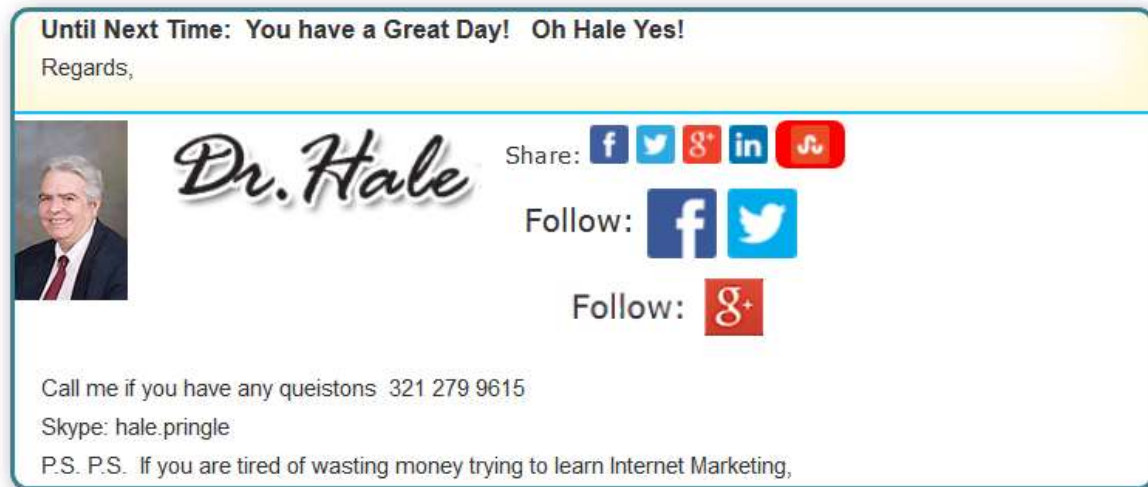 Until Next Time:  You have a Great Day!   Oh Hale Yes!
Regards,
Dr. Hale
Share: f g+ in
Follow: f
Follow: g+
Call me if you have any queistons  321 279 9615
Skype: hale.pringle
P.S. P.S.  If you are tired of wasting money trying to learn Internet Marketing,